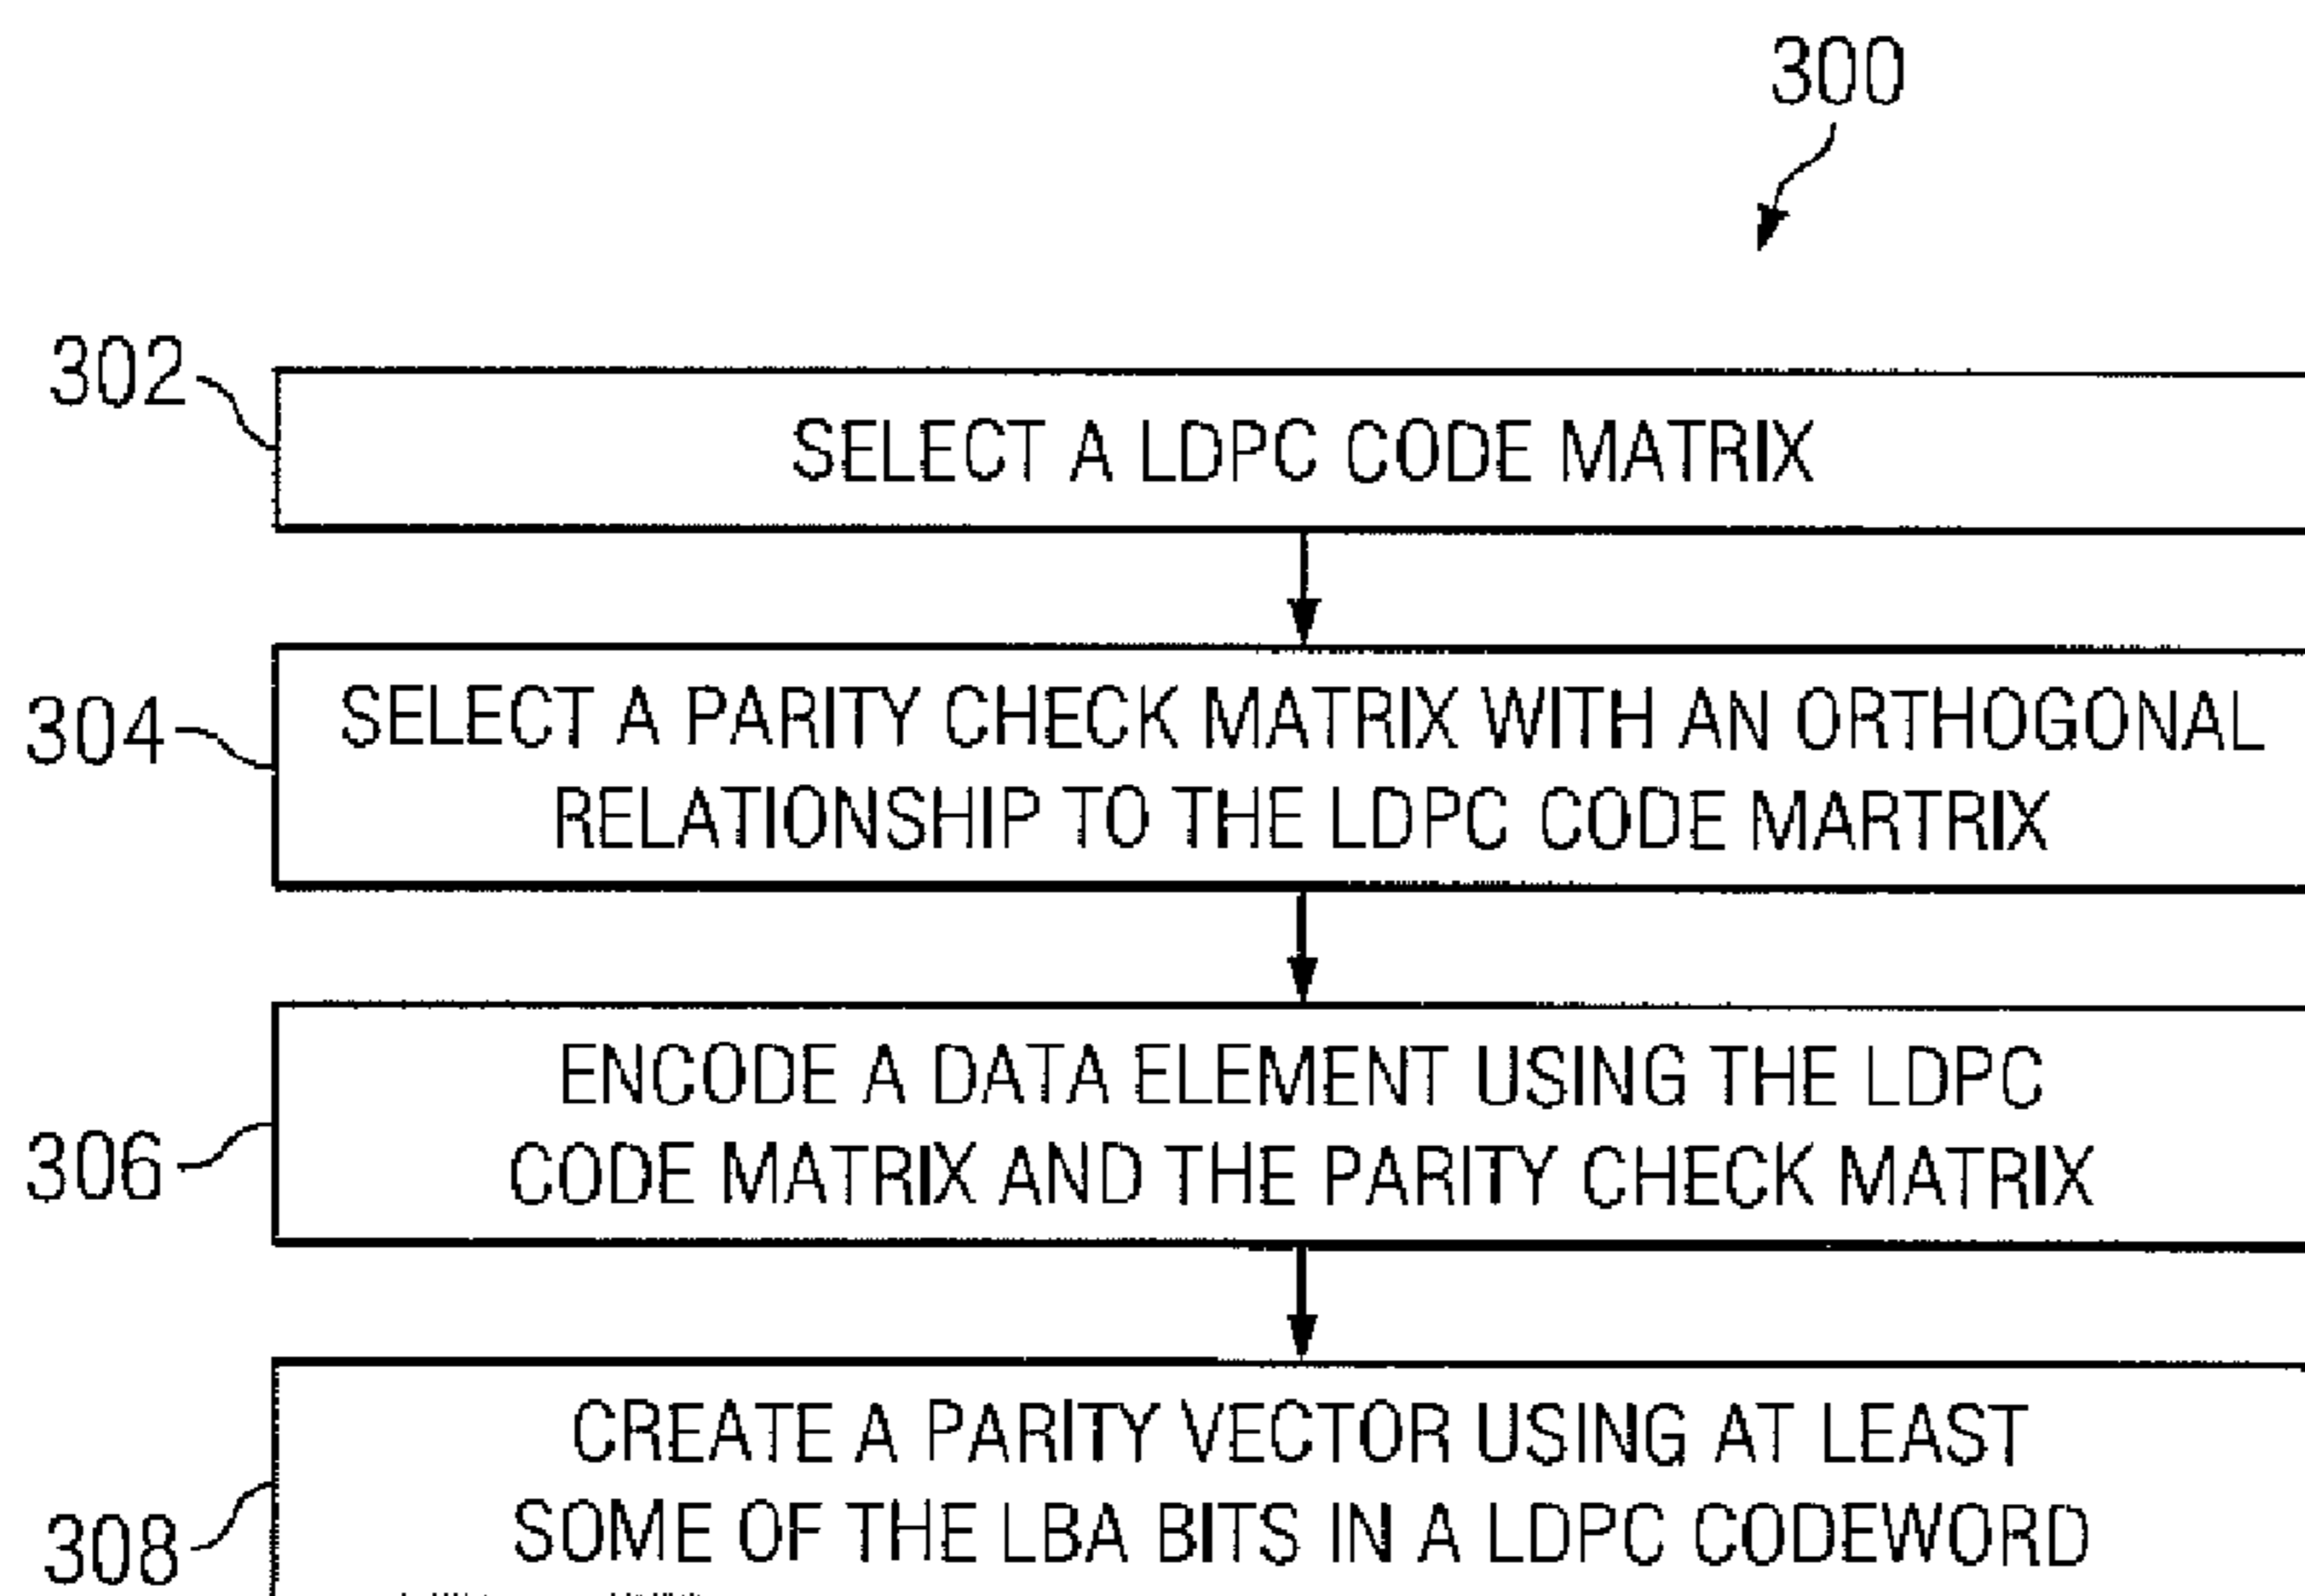 300
302
SELECT A LDPC CODE MATRIX
304
SELECT A PARITY CHECK MATRIX WITH AN ORTHOGONAL
RELATIONSHIP TO THE LDPC CODE MARTRIX
306
ENCODE A DATA ELEMENT USING THE LDPC
CODE MATRIX AND THE PARITY CHECK MATRIX
308
CREATE A PARITY VECTOR USING AT LEAST
SOME OF THE LBA BITS IN A LDPC CODEWORD